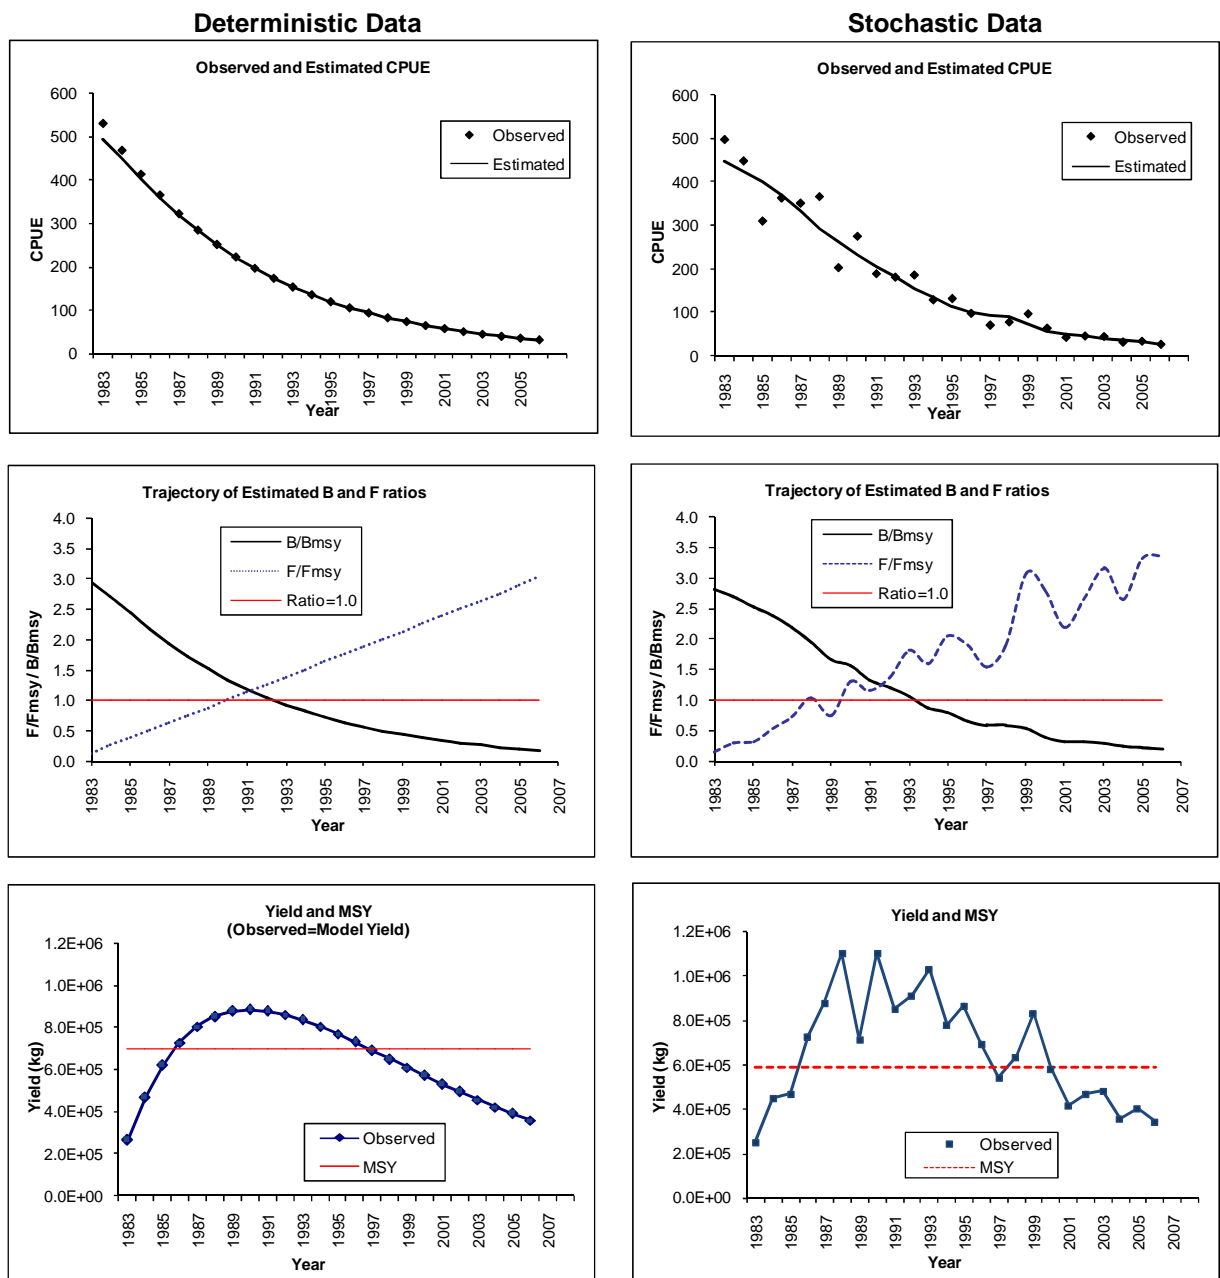 Deterministic Data
Stochastic Data
Observed and Estimated CPUE
600
500
400
300
200
100
0
CPUE
Observed
Estimated
1983
1985
1987
1989
1991
1993
1995
1997
1999
2001
2003
2005
Year
Observed and Estimated CPUE
600
500
400
300
200
100
0
CPUE
Observed
Estimated
1983
1985
1987
1989
1991
1993
1995
1997
1999
2001
2003
2005
Year
Trajectory of Estimated B and F ratios
4.0
3.5
3.0
2.5
2.0
1.5
1.0
0.5
0.0
F/Fmsy / B/Bmsy
B/Bmsy
F/Fmsy
Ratio=1.0
1983
1985
1987
1989
1991
1993
1995
1997
1999
2001
2003
2005
2007
Year
Trajectory of Estimated B and F ratios
4.0
3.5
3.0
2.5
2.0
1.5
1.0
0.5
0.0
F/Fmsy / B/Bmsy
B/Bmsy
F/Fmsy
Ratio=1.0
1983
1985
1987
1989
1991
1993
1995
1997
1999
2001
2003
2005
2007
Year
Yield and MSY
(Observed=Model Yield)
1.2E+06
1.0E+06
8.0E+05
6.0E+05
4.0E+05
2.0E+05
0.0E+00
Yield (kg)
Observed
MSY
1983
1985
1987
1989
1991
1993
1995
1997
1999
2001
2003
2005
2007
Year
Yield and MSY
1.2E+06
1.0E+06
8.0E+05
6.0E+05
4.0E+05
2.0E+05
0.0E+00
Yield (kg)
Observed
MSY
1983
1985
1987
1989
1991
1993
1995
1997
1999
2001
2003
2005
2007
Year